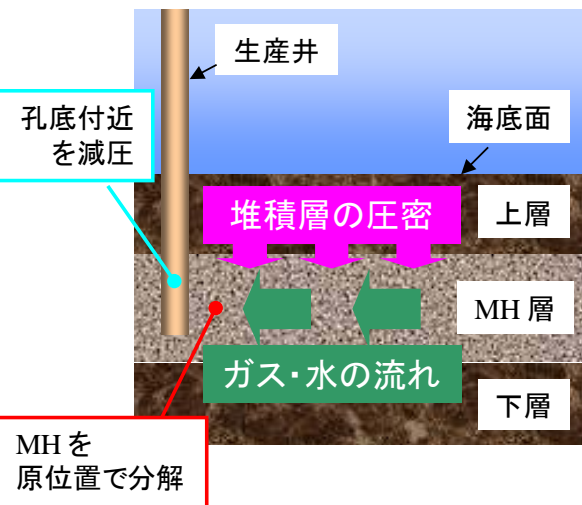 生産井
孔底付近
を減圧
海底面
堆積層の圧密
上層
MH 層
ガス・水の流れ
下層
MHを
原位置で分解